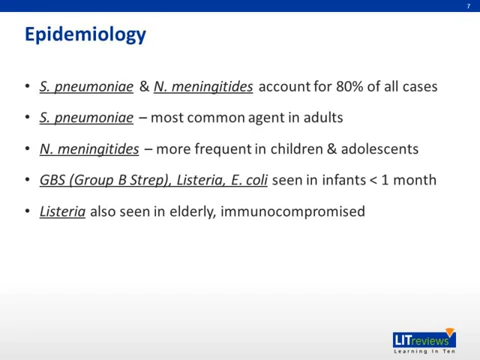 7
Epidemiology
• S. pneumoniae & N. meningitides account for 80% of all cases
• S. pneumoniae – most common agent in adults
• N. meningitides – more frequent in children & adolescents
• GBS (Group B Strep), Listeria, E. coli seen in infants < 1 month
• Listeria also seen in elderly, immunocompromised
LITreviews
Learning In Ten